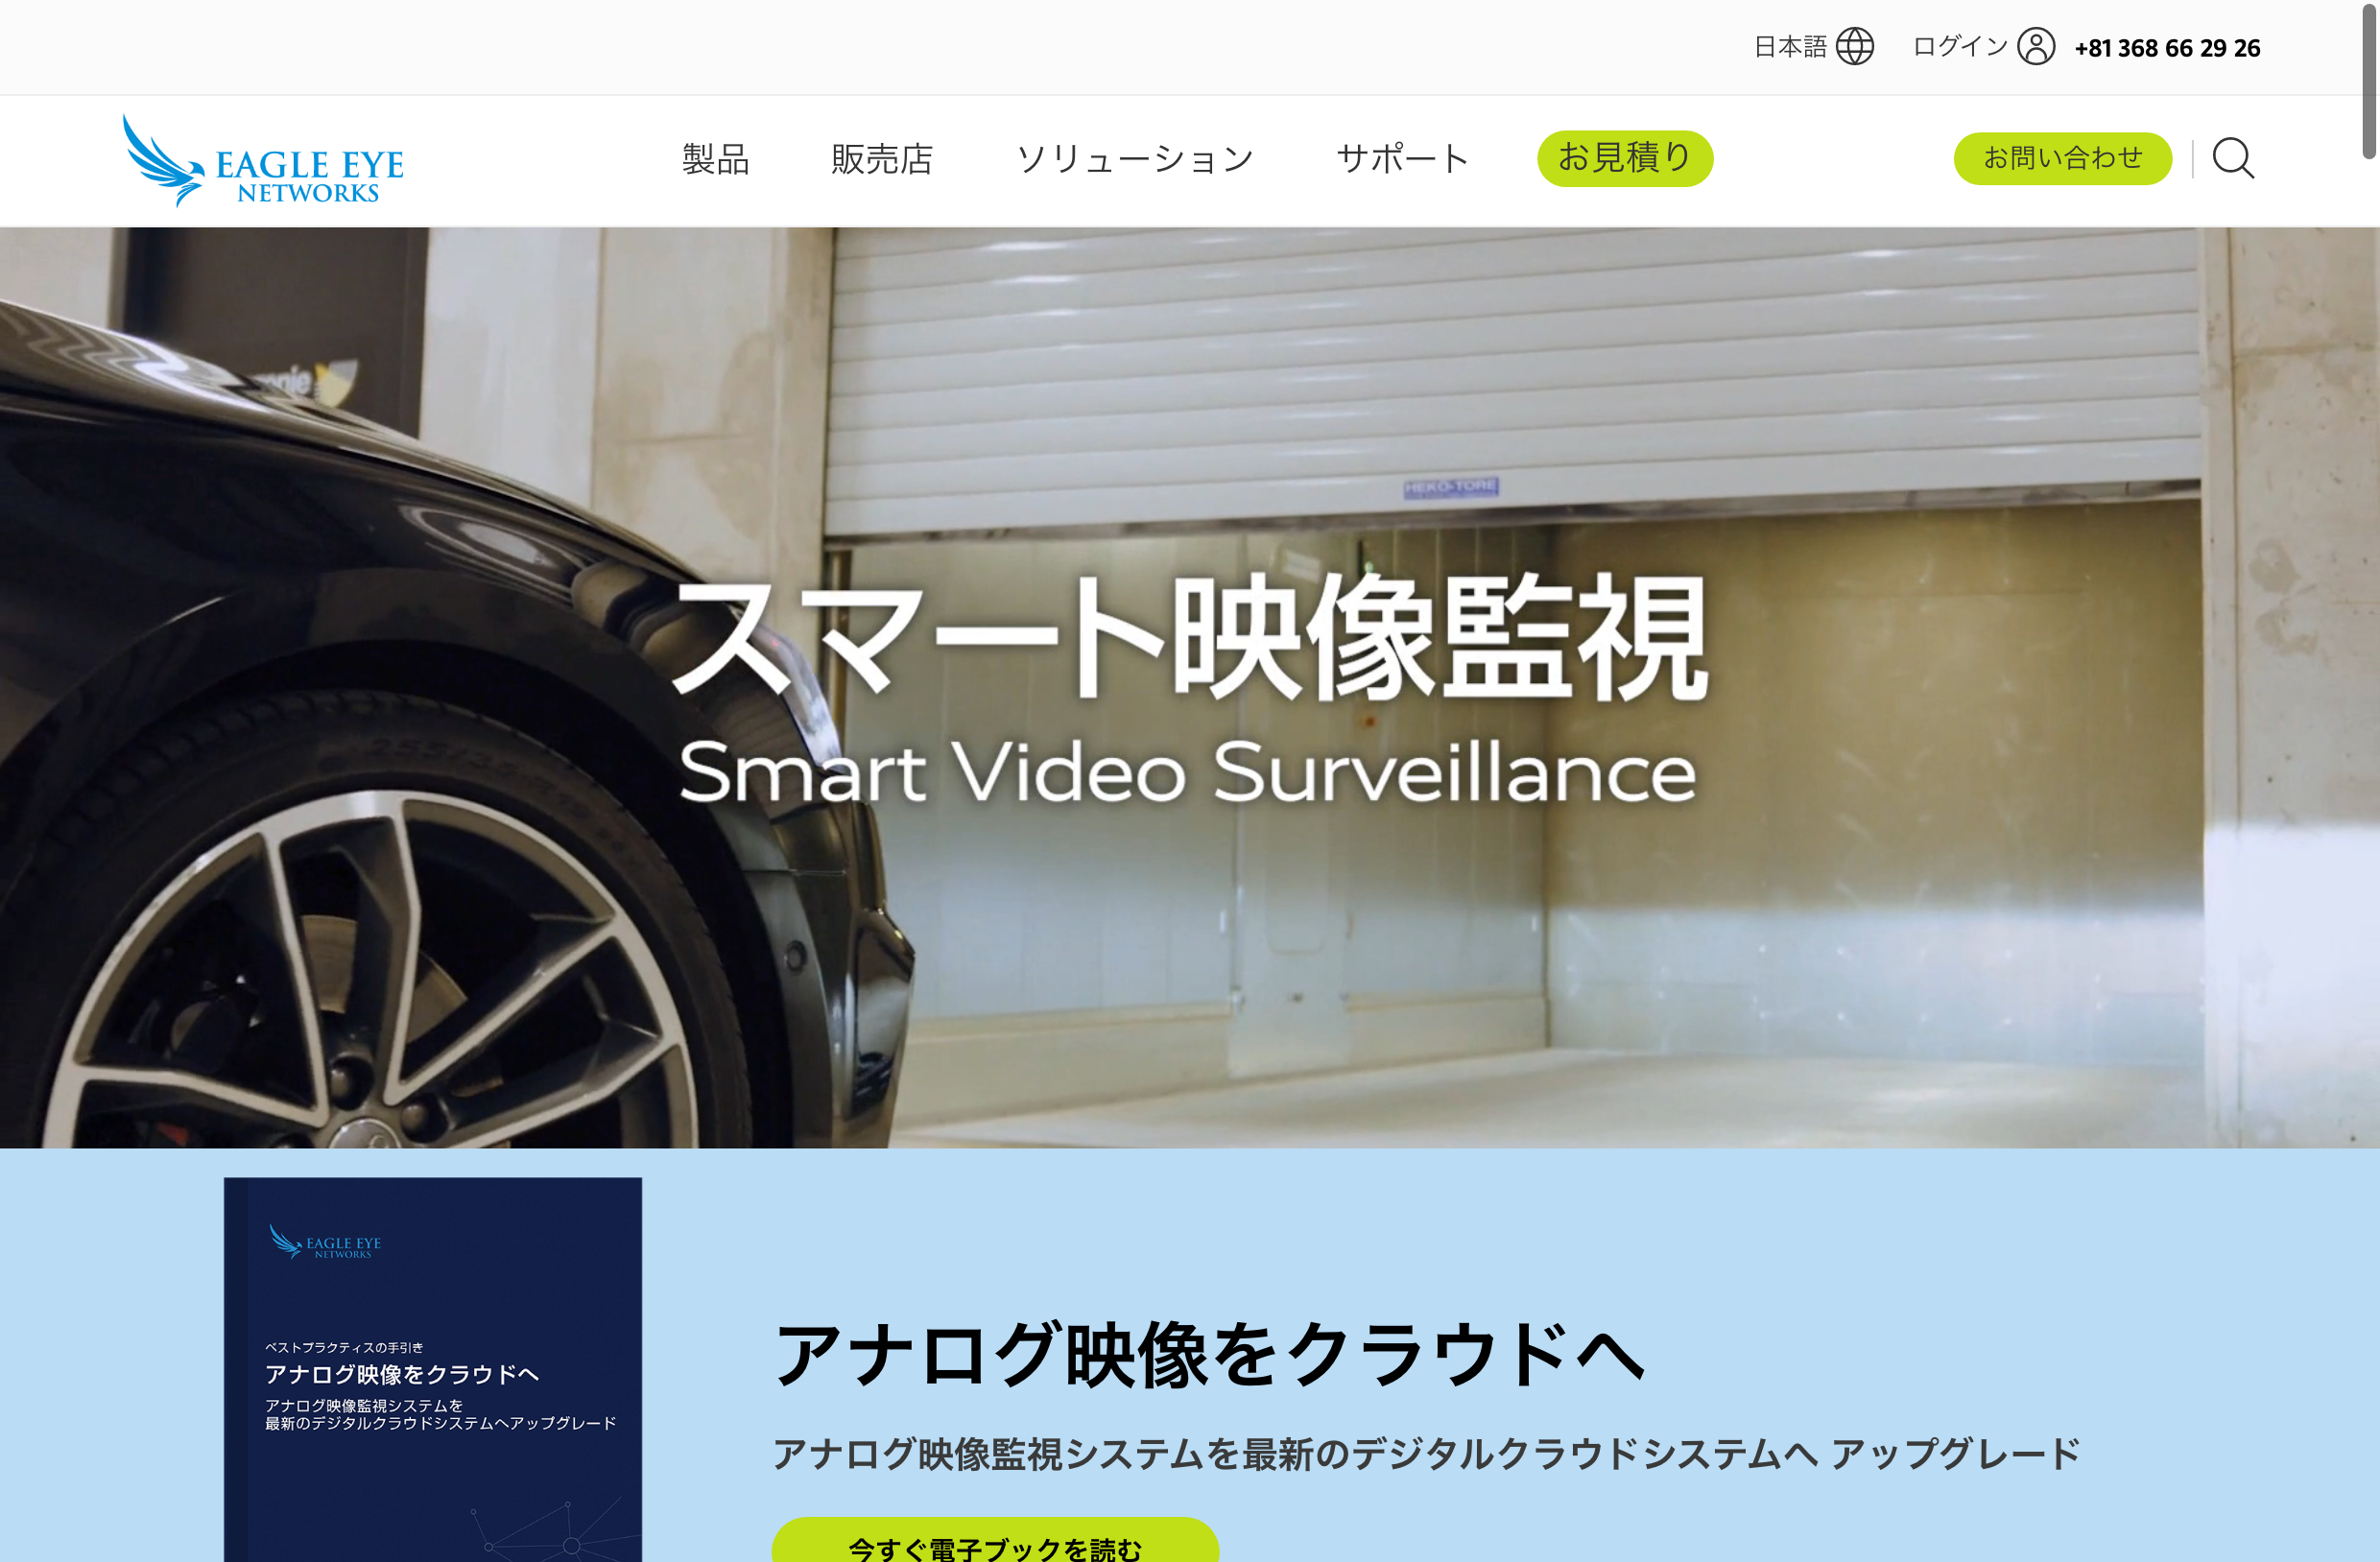 日本語
ログイン
+81 368 66 29 26
EAGLE EYE
NETWORKS
製品
販売店
ソリューション
サポート
お見積り
お問い合わせ
HEKO-TORE
スマート映像監視
Smart Video Surveillance
EAGLE EYE
NETWORKS
ベストプラクティスの手引き
アナログ映像をクラウドへ
アナログ映像監視システムを
最新のデジタルクラウドシステムへアップグレード
アナログ映像をクラウドへ
アナログ映像監視システムを最新のデジタルクラウドシステムへ アップグレード
今すぐ電子ブックを読む